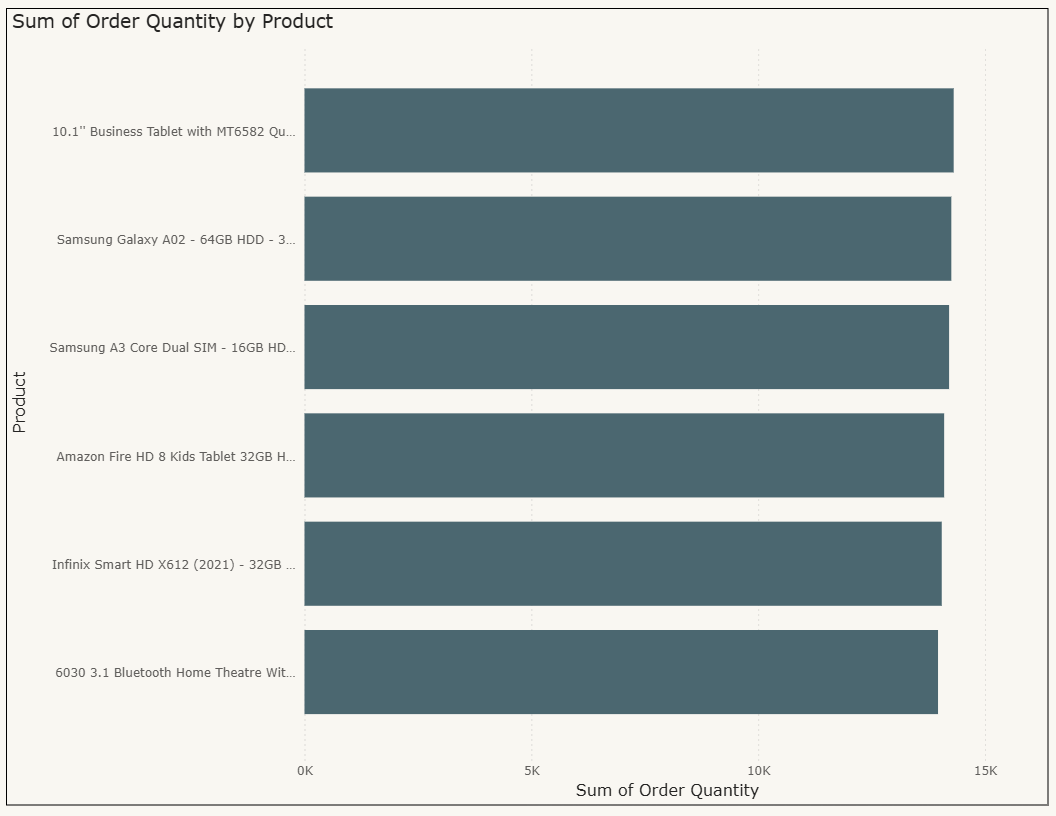 Sum of Order Quantity by Product
10.1" Business Tablet with MT6582 Qu...
Samsung Galaxy A02 - 64GB HDD - 3...
Samsung A3 Core Dual SIM - 16GB HD...
Product
Amazon Fire HD 8 Kids Tablet 32GB H...
Infinix Smart HD X612 (2021) - 32GB ...
6030 3.1 Bluetooth Home Theatre Wit...
0K 5K 10K 15K
Sum of Order Quantity